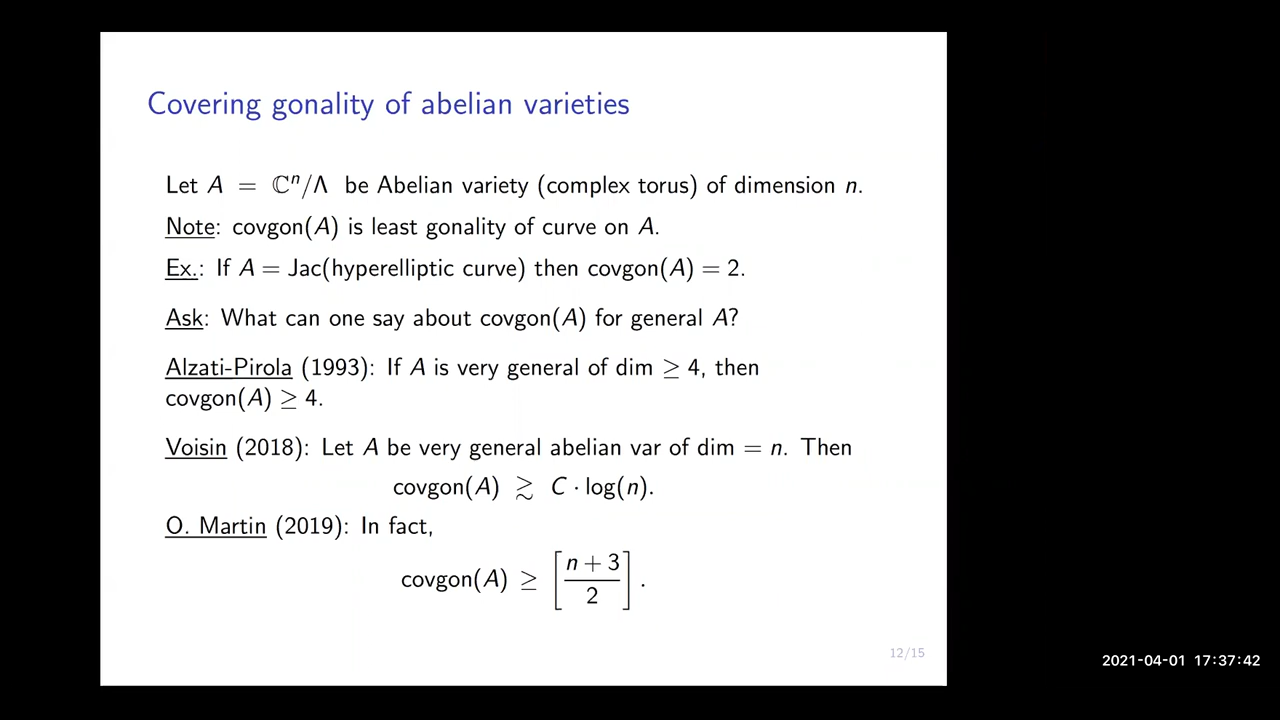 Covering gonality of abelian varieties
Let A = ℂⁿ/Λ be Abelian variety (complex torus) of dimension n.
Note: covgon(A) is least gonality of curve on A.
Ex.: If A = Jac(hyperelliptic curve) then covgon(A) = 2.
Ask: What can one say about covgon(A) for general A?
Alzati-Pirola (1993): If A is very general of dim ≥ 4, then
covgon(A) ≥ 4.
Voisin (2018): Let A be very general abelian var of dim = n. Then
covgon(A) ≳ C · log(n).
O. Martin (2019): In fact,
covgon(A) ≥ [(n + 3)/2].
12/15
2021-04-01 17:37:42